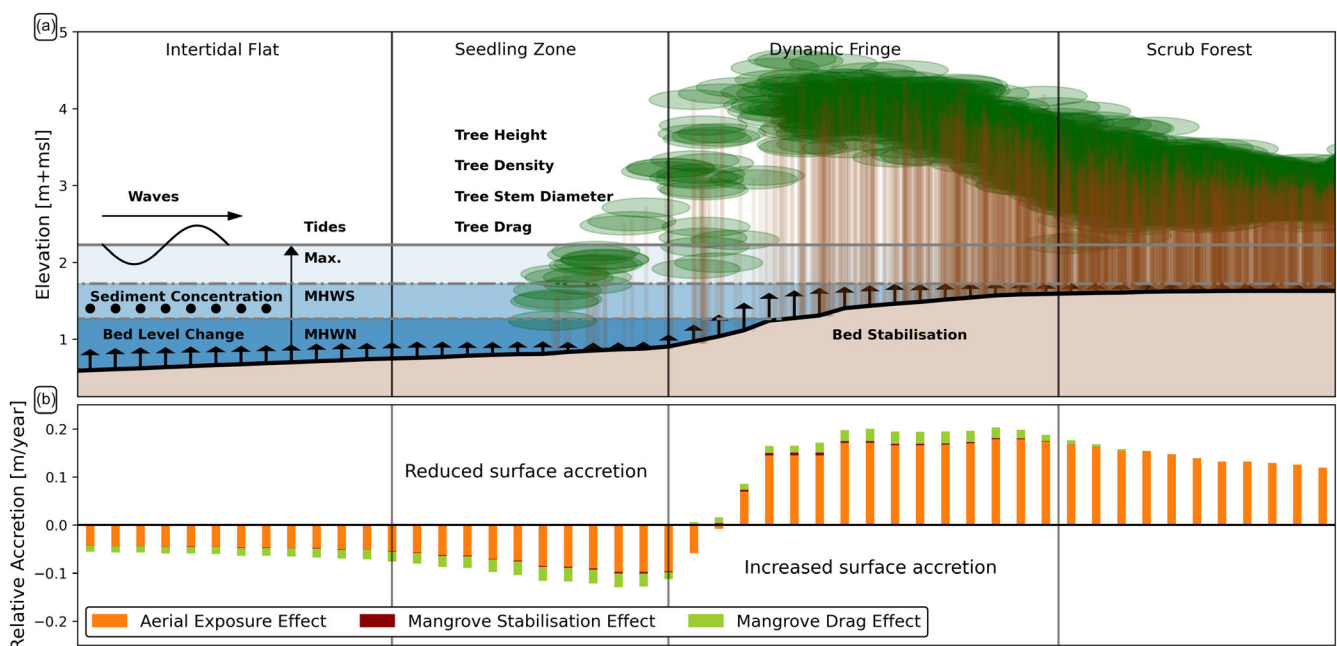 (a)
5
Intertidal Flat
Seedling Zone
Dynamic Fringe
Scrub Forest
4
3
2
1
Elevation [m+msl]
Tree Height
Tree Density
Tree Stem Diameter
Tree Drag
Waves
Tides
Max.
Sediment Concentration
MHWS
Bed Level Change
MHWN
Bed Stabilisation
(b)
0.2
0.1
0.0
−0.1
−0.2
Relative Accretion [m/year]
Reduced surface accretion
Increased surface accretion
Aerial Exposure Effect
Mangrove Stabilisation Effect
Mangrove Drag Effect